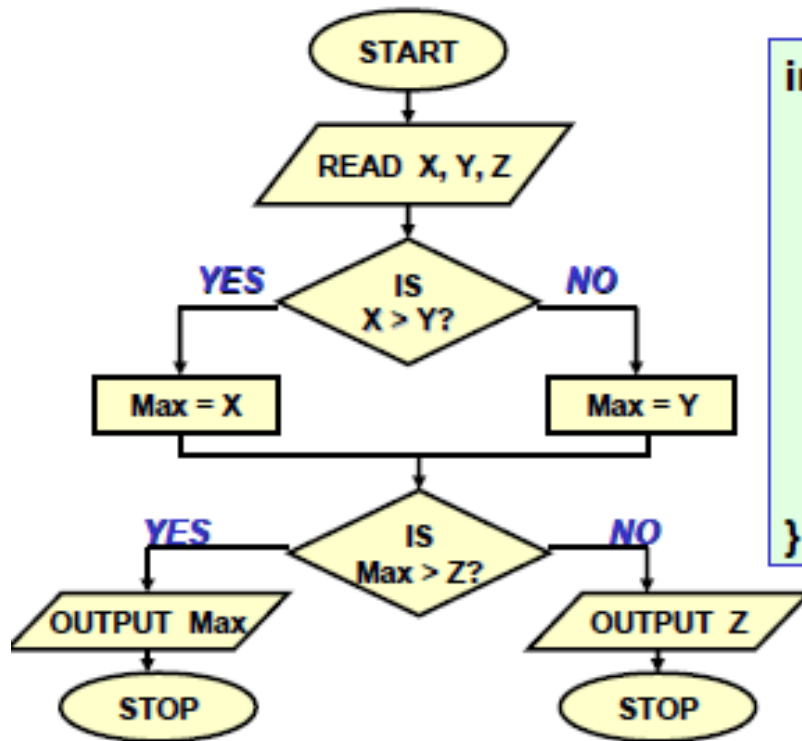 START
READ X, Y, Z
YES
IS
X > Y?
NO
Max = X
Max = Y
YES
IS
Max > Z?
NO
OUTPUT Max
OUTPUT Z
STOP
STOP
}